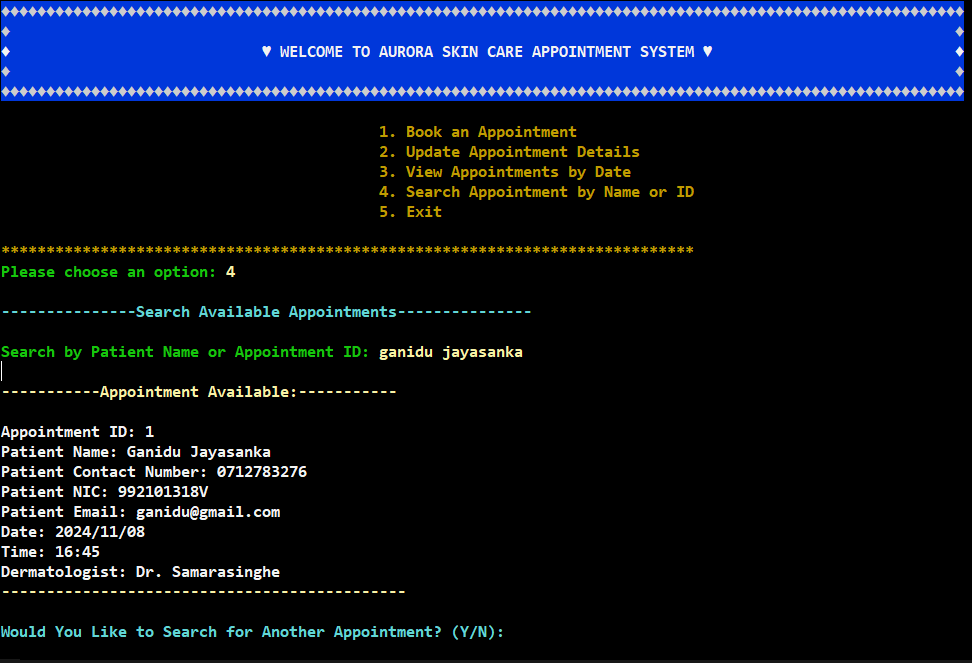 ♥ WELCOME TO AURORA SKIN CARE APPOINTMENT SYSTEM ♥
1. Book an Appointment
2. Update Appointment Details
3. View Appointments by Date
4. Search Appointment by Name or ID
5. Exit
*****************************************************************************
Please choose an option: 4
---------------Search Available Appointments---------------
Search by Patient Name or Appointment ID: ganidu jayasanka
-----------Appointment Available:-----------
Appointment ID: 1
Patient Name: Ganidu Jayasanka
Patient Contact Number: 0712783276
Patient NIC: 992101318V
Patient Email: ganidu@gmail.com
Date: 2024/11/08
Time: 16:45
Dermatologist: Dr. Samarasinghe
---------------------------------------------
Would You Like to Search for Another Appointment? (Y/N):